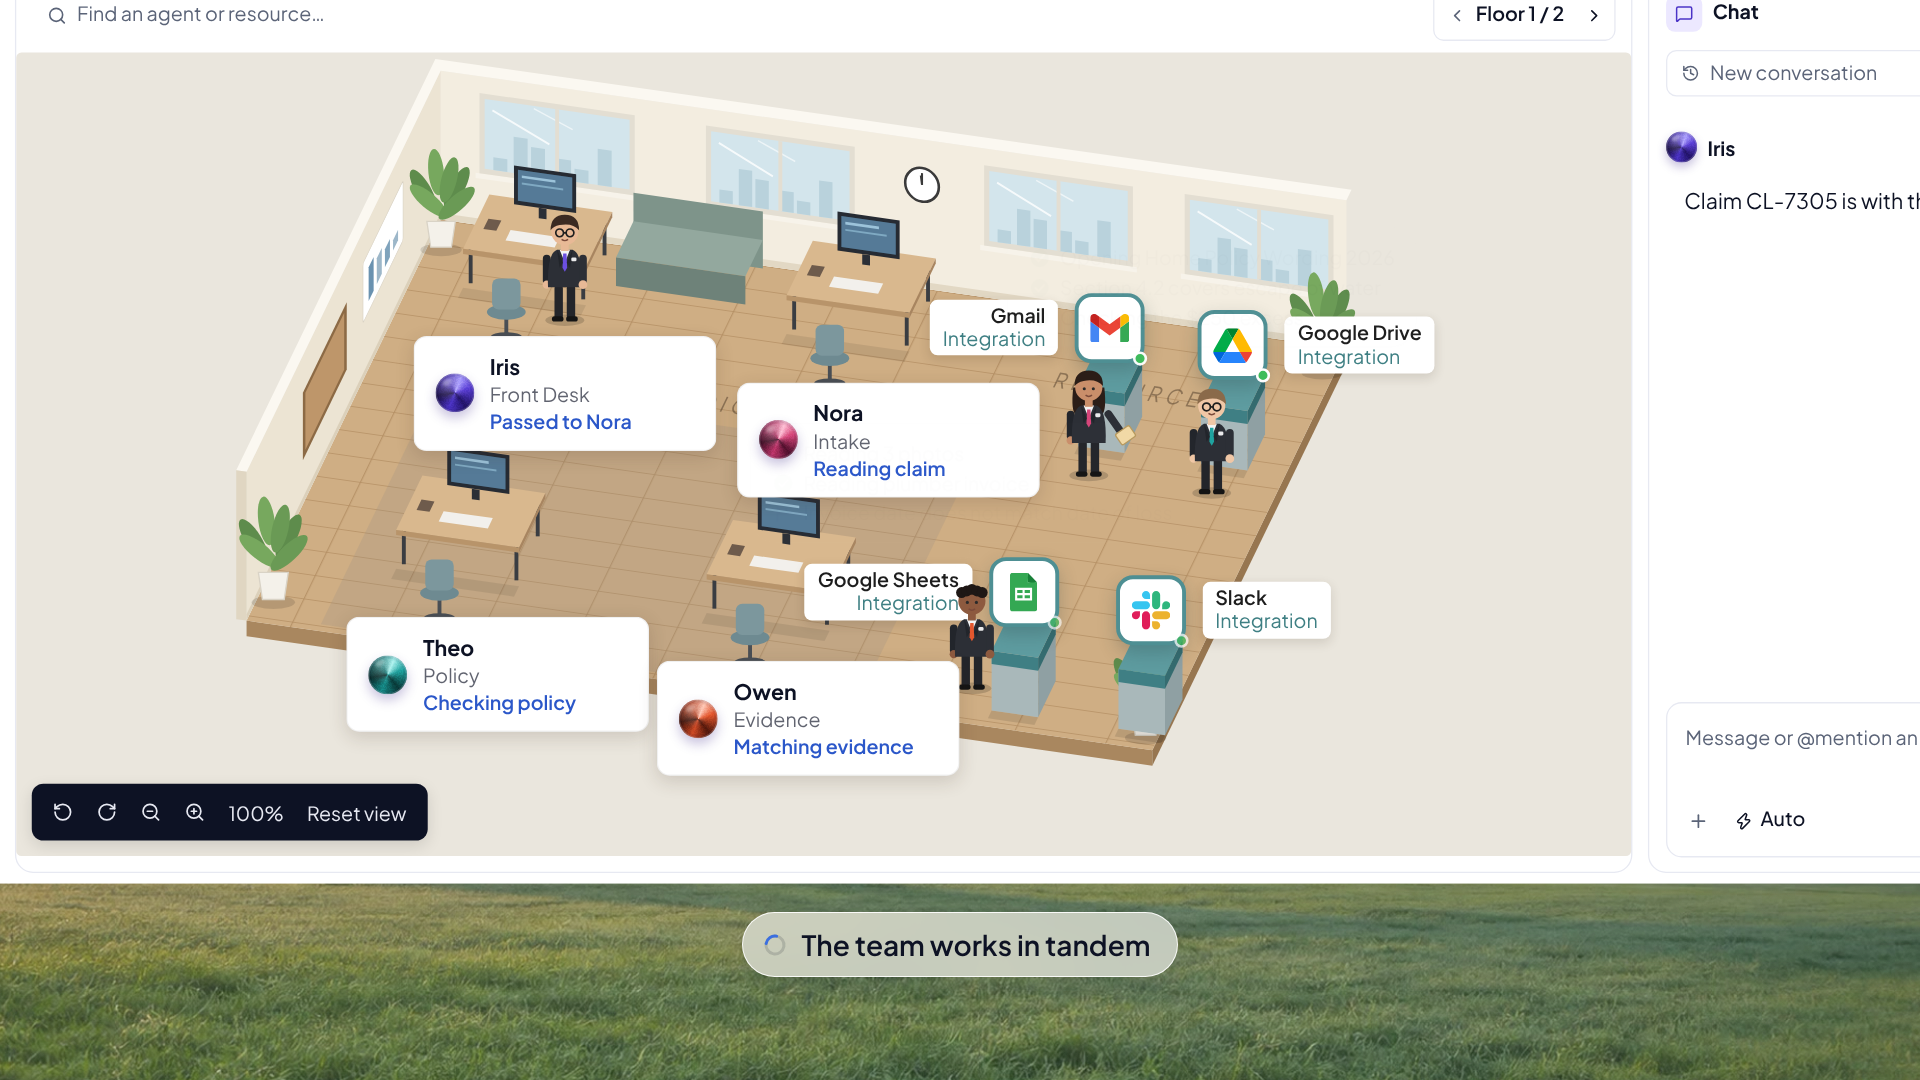 Find an agent or resource...
Floor 1 / 2
Chat
New conversation
Iris
Claim CL-7305 is with
Gmail
Integration
Google Drive
Integration
Iris
Front Desk
Passed to Nora
Nora
Intake
Reading claim
Google Sheets
Integration
Slack
Integration
Theo
Policy
Checking policy
Owen
Evidence
Matching evidence
Message or @mention an
100%
Reset view
Auto
The team works in tandem